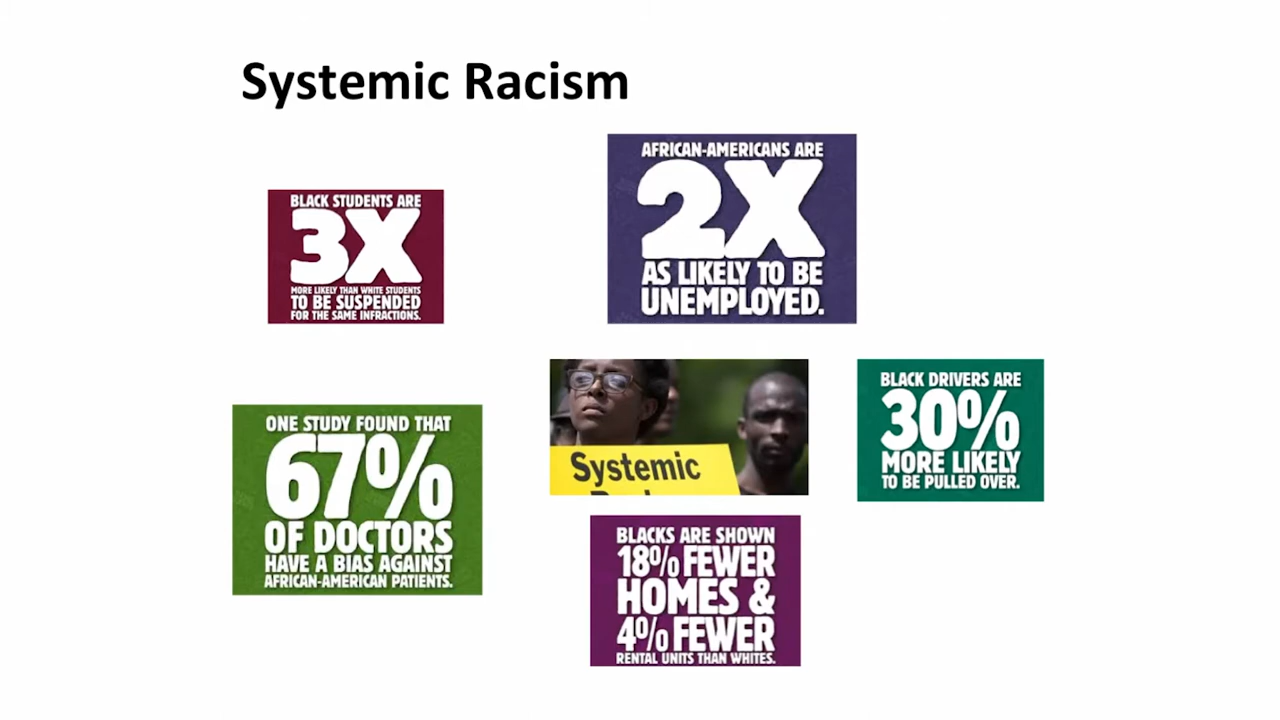 Systemic Racism
BLACK STUDENTS ARE
3X
MORE LIKELY THAN WHITE STUDENTS
TO BE SUSPENDED
FOR THE SAME INFRACTIONS.
AFRICAN-AMERICANS ARE
2X
AS LIKELY TO BE
UNEMPLOYED.
ONE STUDY FOUND THAT
67%
OF DOCTORS
HAVE A BIAS AGAINST
AFRICAN-AMERICAN PATIENTS.
Systemic
BLACK DRIVERS ARE
30%
MORE LIKELY
TO BE PULLED OVER.
BLACKS ARE SHOWN
18% FEWER
HOMES &
4% FEWER
RENTAL UNITS THAN WHITES.